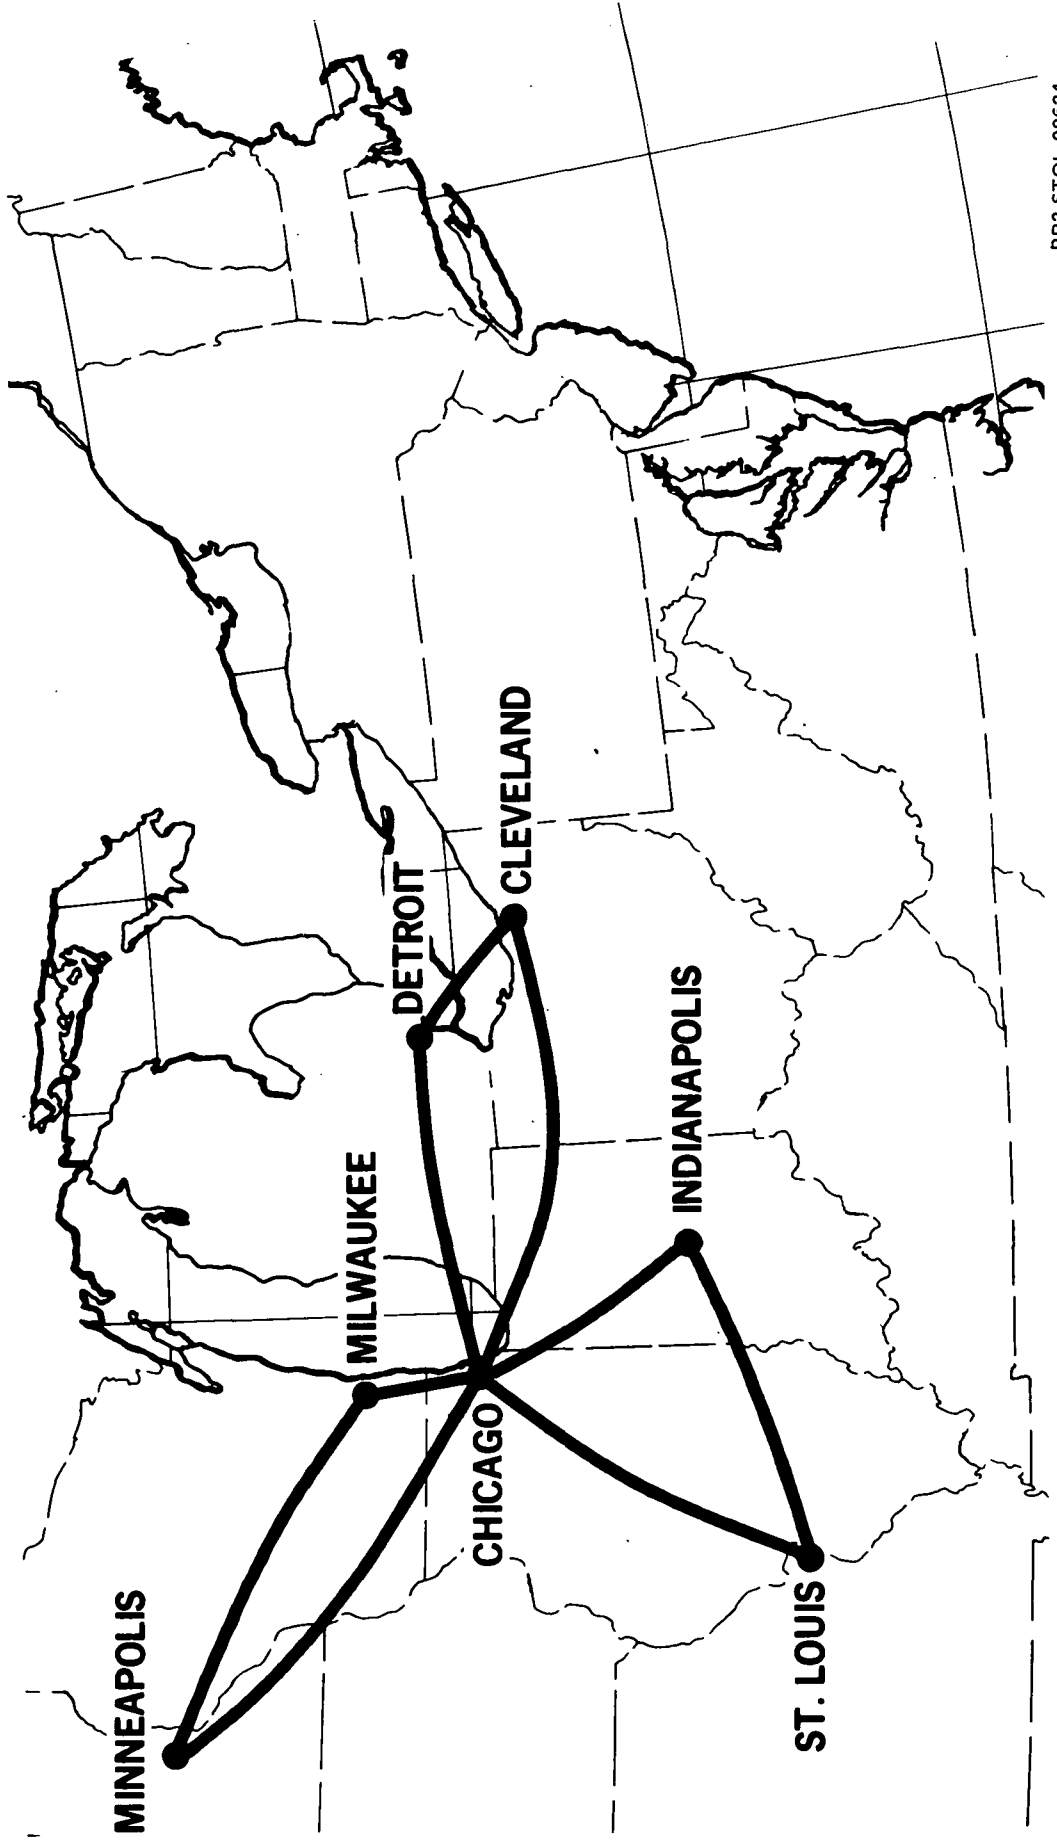 MINNEAPOLIS
MILWAUKEE
DETROIT
CLEVELAND
CHICAGO
INDIANAPOLIS
ST. LOUIS